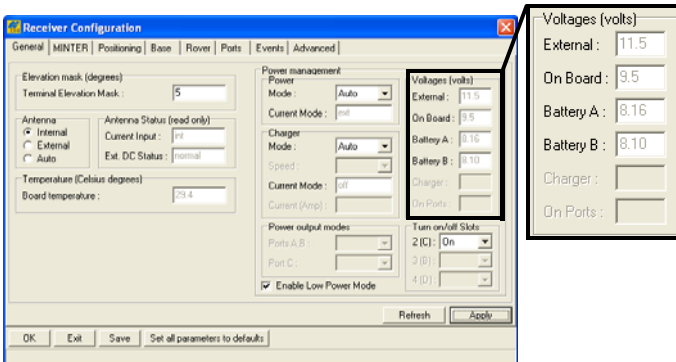 Receiver Configuration
General MINTER Positioning Base Rover Ports Events Advanced
Elevation mask (degrees)
Terminal Elevation Mask : 5
Antenna
Internal
External
Auto
Antenna Status (read only)
Current Input : int
Ext. DC Status : normal
Temperature (Celsius degrees)
Board temperature : 29.4
Power management
Power
Mode : Auto
Current Mode : ext
Charger
Mode : Auto
Speed :
Current Mode : off
Current (Amp) :
Power output modes
Ports A,B :
Port C :
Enable Low Power Mode
Voltages (volts)
External : 11.5
On Board : 9.5
Battery A : 8.16
Battery B : 8.10
Charger :
On Ports :
Turn on/off Slots
2 (C) : On
3 (B) :
4 (D) :
Refresh Apply
OK Exit Save Set all parameters to defaults
Voltages (volts)
External : 11.5
On Board : 9.5
Battery A : 8.16
Battery B : 8.10
Charger :
On Ports :